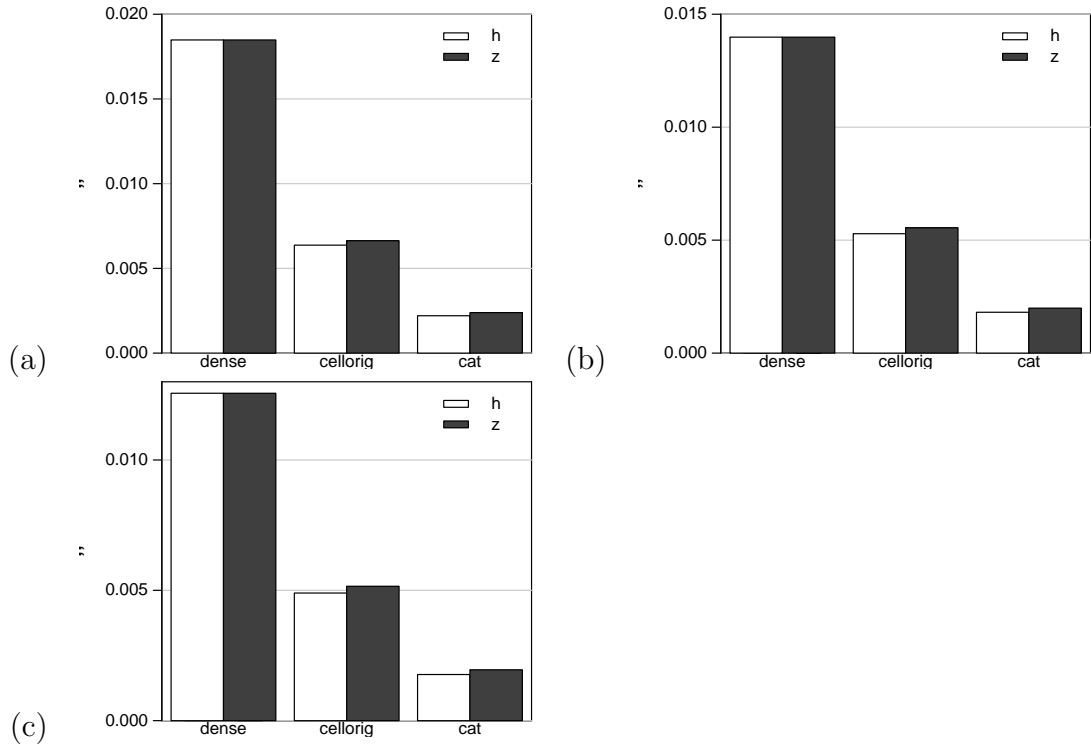 0.020
h
z
0.015
0.010
„
0.005
0.000
dense cellorig cat
(a)
0.015
h
z
0.010
„
0.005
0.000
dense cellorig cat
(b)
h
z
0.010
„
0.005
0.000
dense cellorig cat
(c)